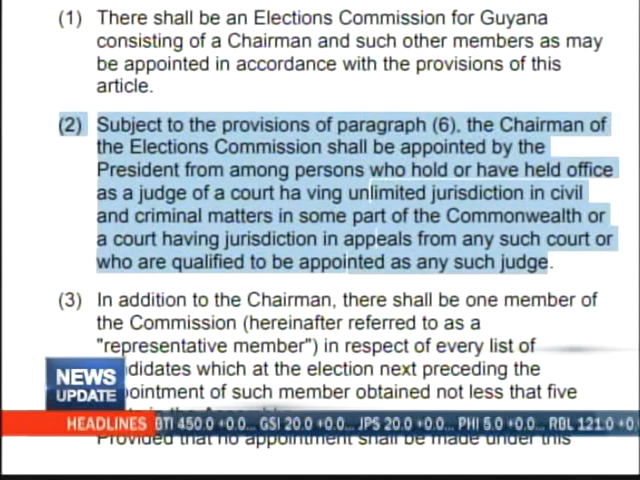 (1) There shall be an Elections Commission for Guyana
consisting of a Chairman and such other members as may
be appointed in accordance with the provisions of this
article.
(2) Subject to the provisions of paragraph (6), the Chairman of
the Elections Commission shall be appointed by the
President from among persons who hold or have held office
as a judge of a court ha ving unlimited jurisdiction in civil
and criminal matters in some part of the Commonwealth or
a court having jurisdiction in appeals from any such court or
who are qualified to be appointed as any such judge.
(3) In addition to the Chairman, there shall be one member of
the Commission (hereinafter referred to as a
"representative member") in respect of every list of
didates which at the election next preceding the
pointment of such member obtained not less that five
NEWS
UPDATE
HEADLINES BTI 450.0 +0.0... GSI 20.0 +0.0... JPS 20.0 +0.0... PHI 5.0 +0.0... RBL 121.0 +0.
Provided that no appointment shall be made under this